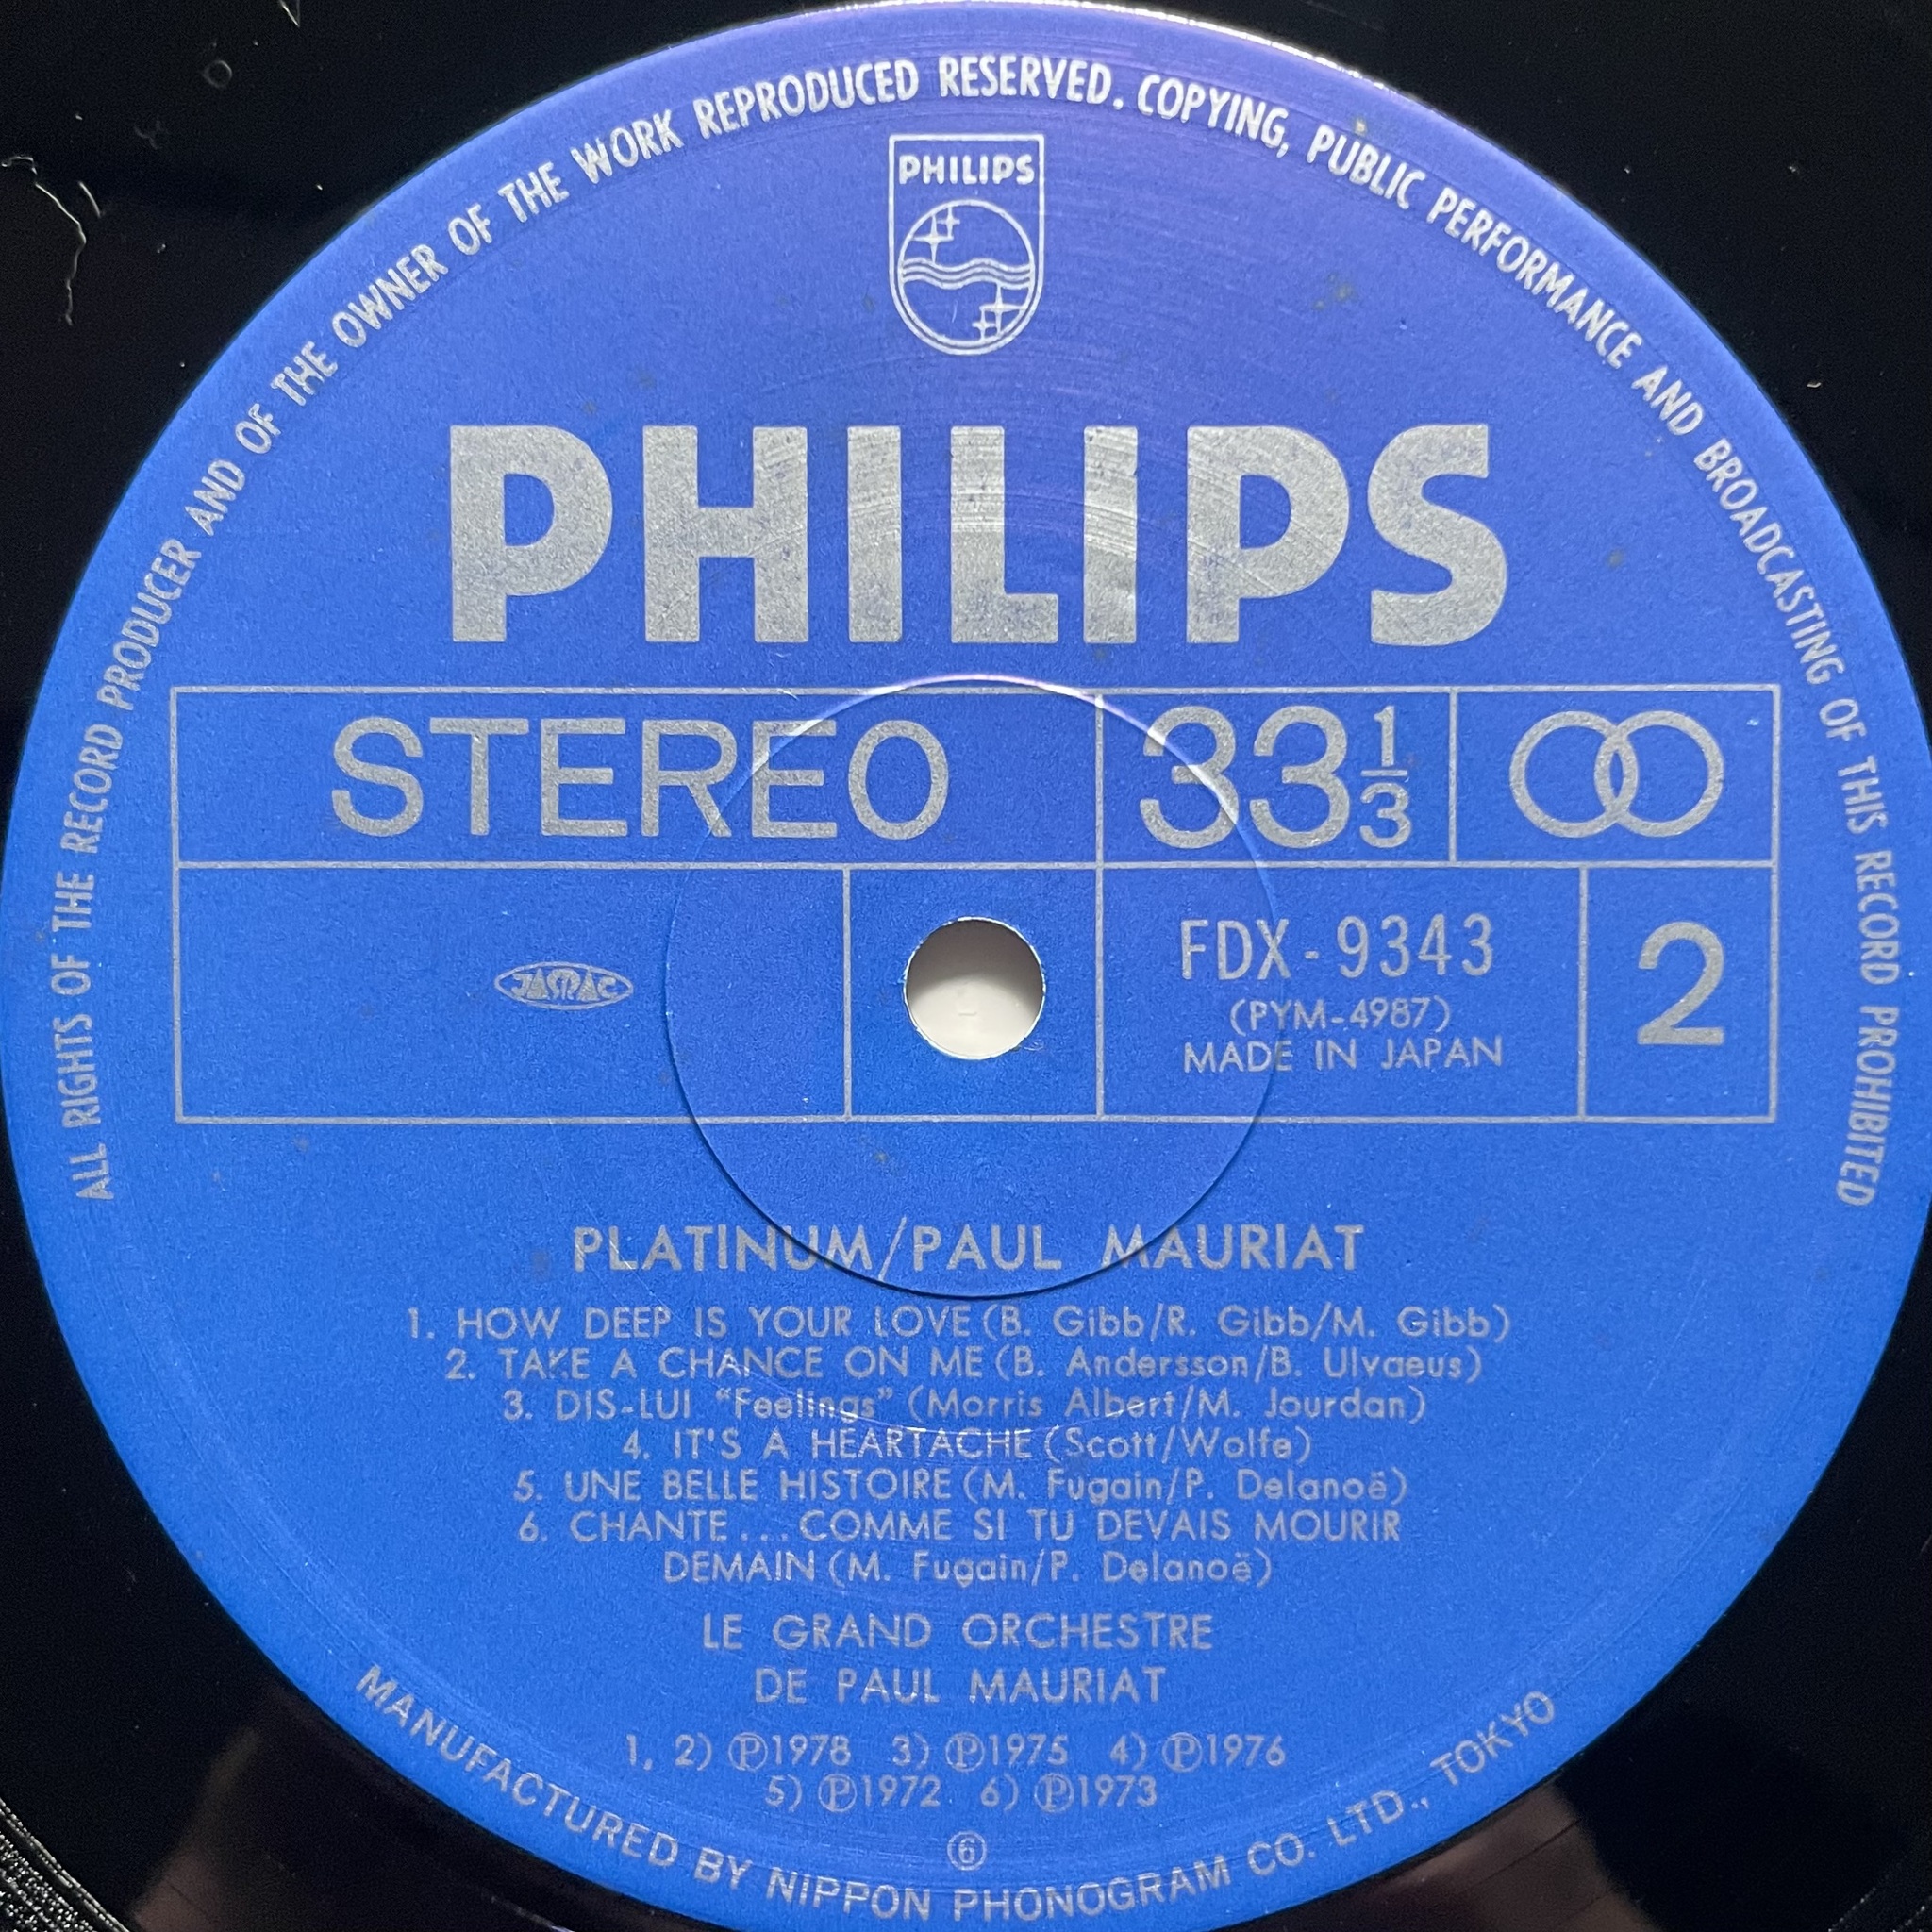 ALL RIGHTS OF THE RECORD PRODUCER AND OF THE OWNER OF THE WORK REPRODUCED RESERVED. COPYING, PUBLIC PERFORMANCE AND BROADCASTING OF THIS RECORD PROHIBITED
PHILIPS
PHILIPS
STEREO 33 1/3
JASRAC
FDX-9343
(PYM-4987)
MADE IN JAPAN
2
PLATINUM/PAUL MAURIAT
1. HOW DEEP IS YOUR LOVE (B. Gibb/R. Gibb/M. Gibb)
2. TAKE A CHANCE ON ME (B. Andersson/B. Ulvaeus)
3. DIS-LUI “Feelings” (Morris Albert/M. Jourdan)
4. IT'S A HEARTACHE (Scott/Wolfe)
5. UNE BELLE HISTOIRE (M. Fugain/P. Delanoë)
6. CHANTE...COMME SI TU DEVAIS MOURIR
DEMAIN (M. Fugain/P. Delanoë)
LE GRAND ORCHESTRE
DE PAUL MAURIAT
1, 2) ℗1978 3) ℗1975 4) ℗1976
5) ℗1972 6) ℗1973
⑥
MANUFACTURED BY NIPPON PHONOGRAM CO. LTD., TOKYO